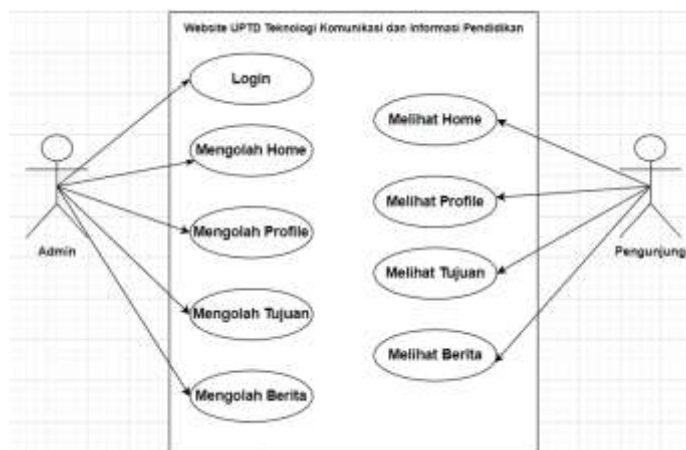 Website UPTD Teknologi Komunikasi dan Informasi Pendidikan
Login
Mengolah Home
Mengolah Profile
Mengolah Tujuan
Mengolah Berita
Melihat Home
Melihat Profile
Melihat Tujuan
Melihat Berita
Admin
Pengunjung